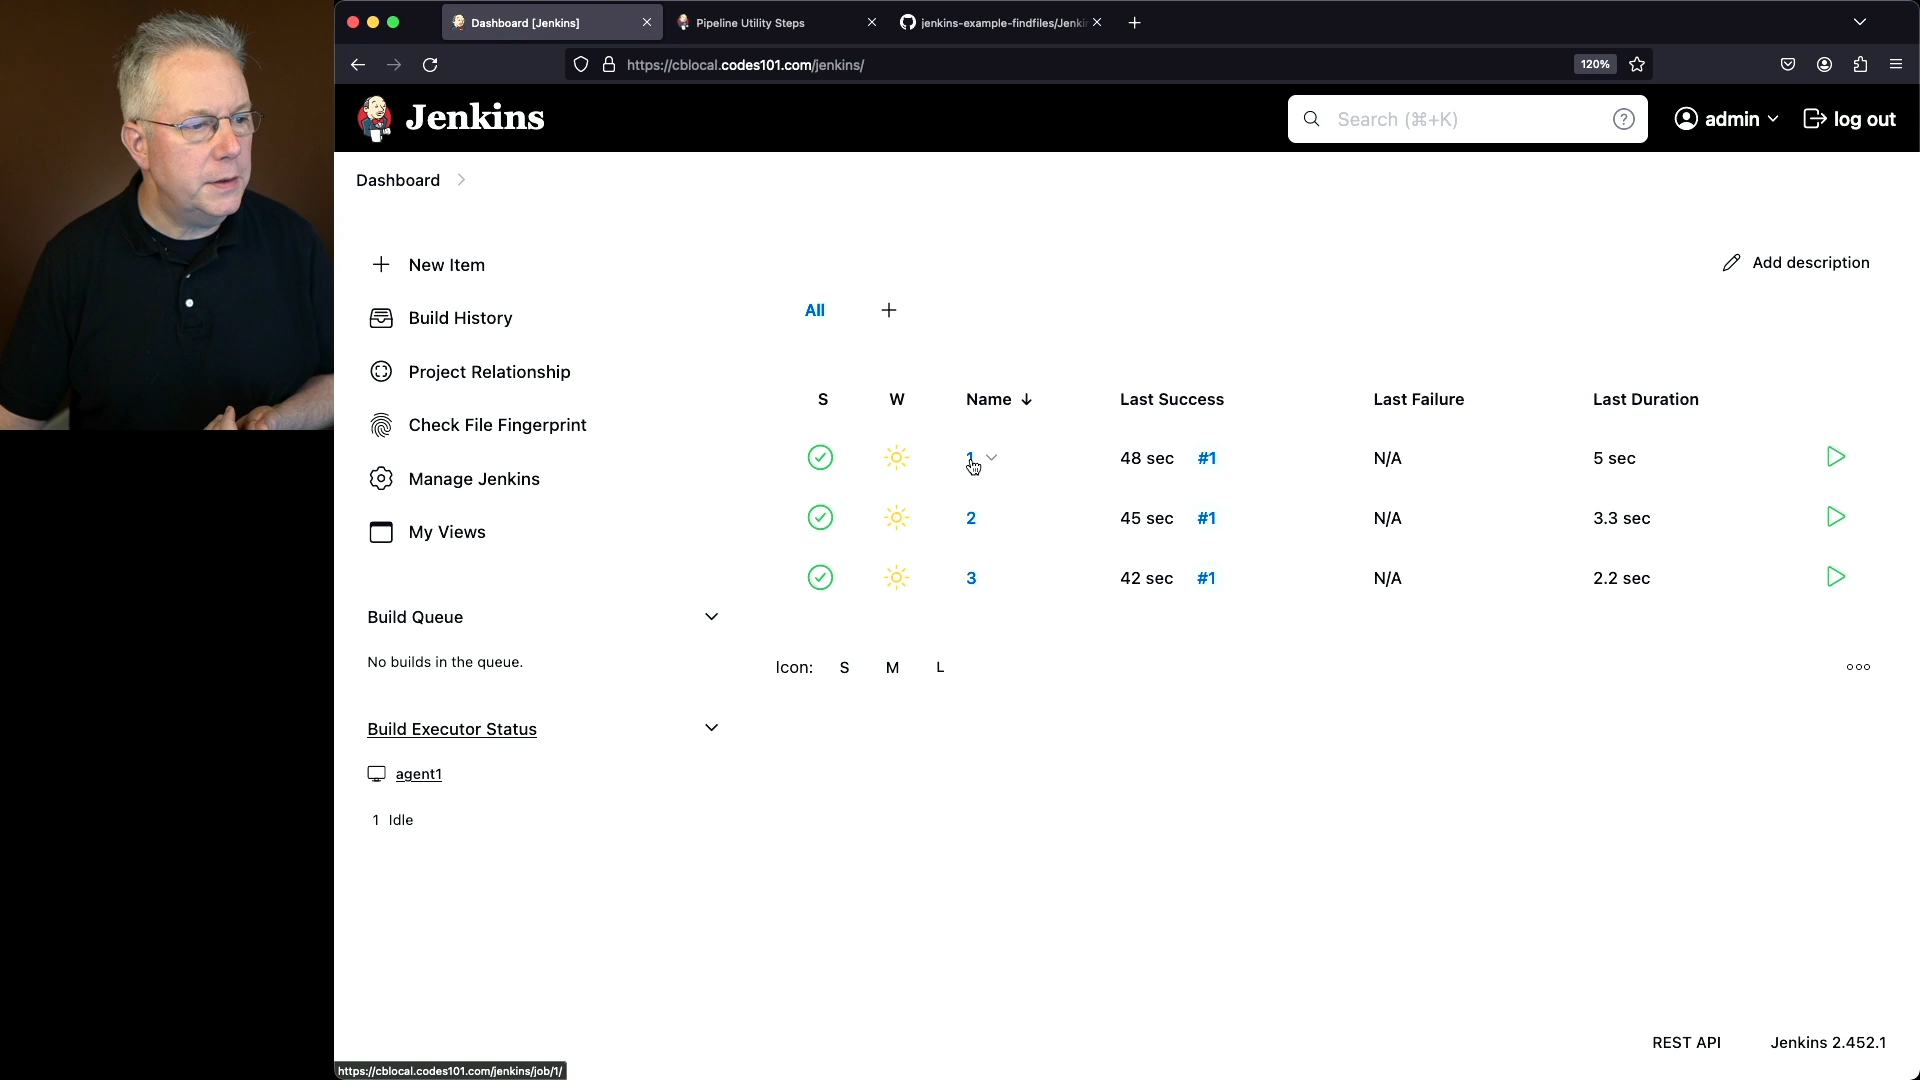 Dashboard [Jenkins]
Pipeline Utility Steps
jenkins-example-findfiles/Jenki
https://cblocal.codes101.com/jenkins/
120%
Jenkins
Search (⌘+K)
admin
log out
Dashboard
New Item
Add description
Build History
All
Project Relationship
S W Name ↓ Last Success Last Failure Last Duration
Check File Fingerprint
1 48 sec #1 N/A 5 sec
Manage Jenkins
2 45 sec #1 N/A 3.3 sec
My Views
3 42 sec #1 N/A 2.2 sec
Build Queue
No builds in the queue.
Icon: S M L
Build Executor Status
agent1
1 Idle
REST API
Jenkins 2.452.1
https://cblocal.codes101.com/jenkins/job/1/